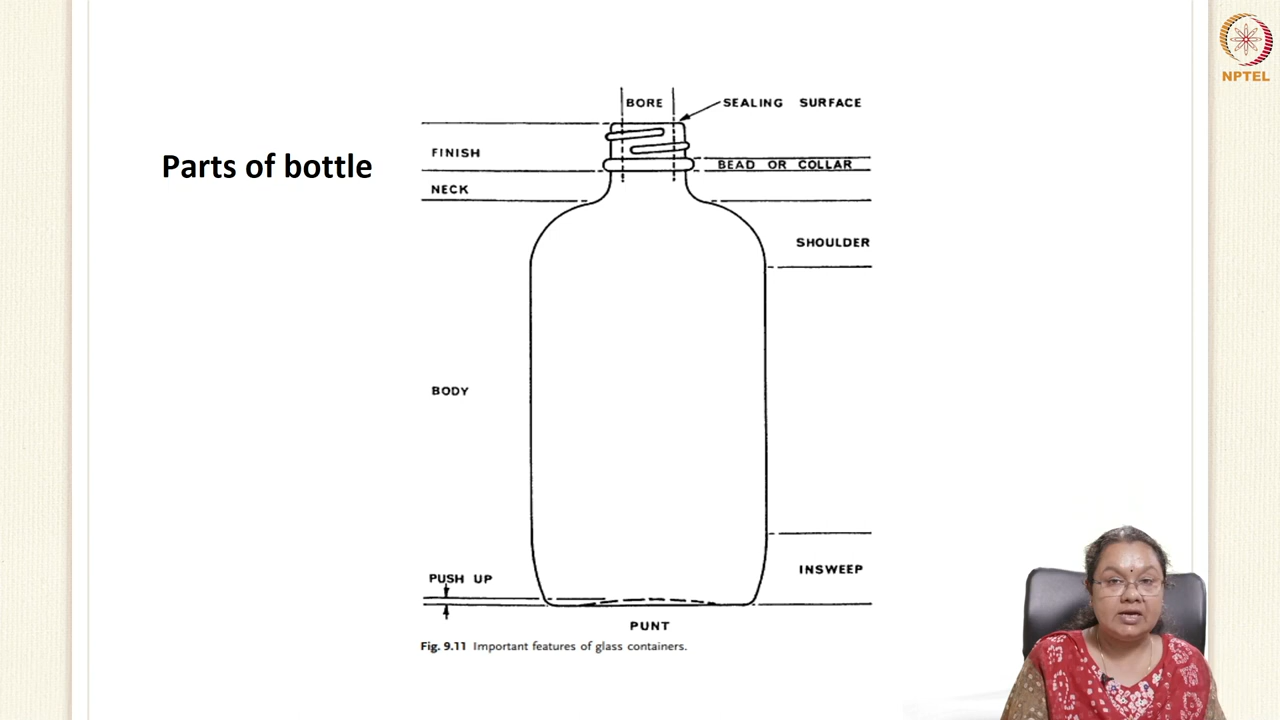 NPTEL
BORE
SEALING SURFACE
Parts of bottle
FINISH
BEAD OR COLLAR
NECK
SHOULDER
BODY
INSWEEP
PUSH UP
PUNT
Fig. 9.11 Important features of glass containers.